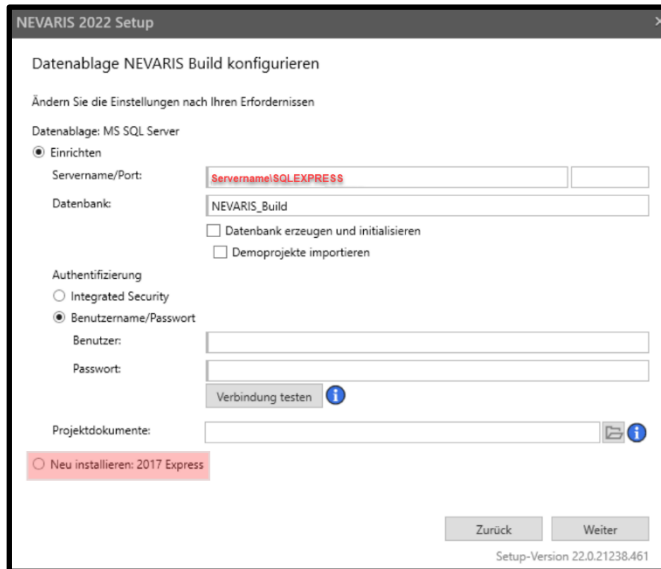 NEVARIS 2022 Setup
Datenablage NEVARIS Build konfigurieren
Ändern Sie die Einstellungen nach Ihren Erfordernissen
Datenablage: MS SQL Server
Einrichten
Servername/Port: Servername\SQLEXPRESS
Datenbank: NEVARIS_Build
Datenbank erzeugen und initialisieren
Demoprojekte importieren
Authentifizierung
Integrated Security
Benutzername/Passwort
Benutzer:
Passwort:
Verbindung testen
Projektdokumente:
Neu installieren: 2017 Express
Zurück Weiter
Setup-Version 22.0.21238.461